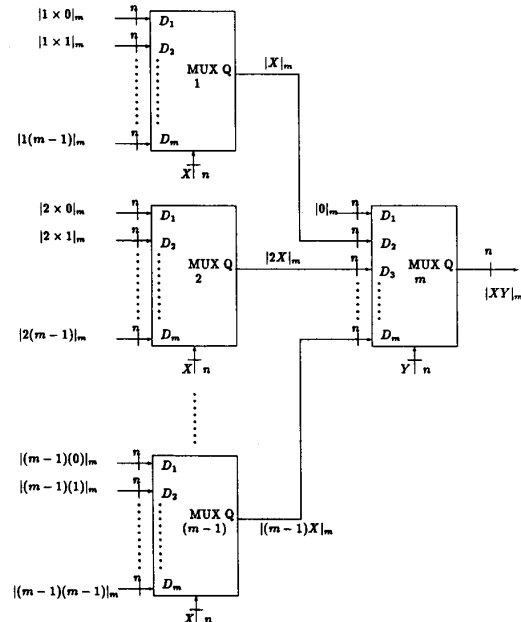 |1 × 0|ₘ n D₁
|1 × 1|ₘ n D₂
MUX Q
1
|X|ₘ
|1(m−1)|ₘ n Dₘ
X n
|2 × 0|ₘ n D₁
|2 × 1|ₘ n D₂
MUX Q
2
|2X|ₘ
|2(m−1)|ₘ n Dₘ
X n
|0|ₘ n D₁
n D₂
n D₃
MUX Q
m
n
|XY|ₘ
n Dₘ
Y n
|(m−1)(0)|ₘ n D₁
|(m−1)(1)|ₘ n D₂
MUX Q
(m−1)
|(m−1)X|ₘ
|(m−1)(m−1)|ₘ n Dₘ
X n